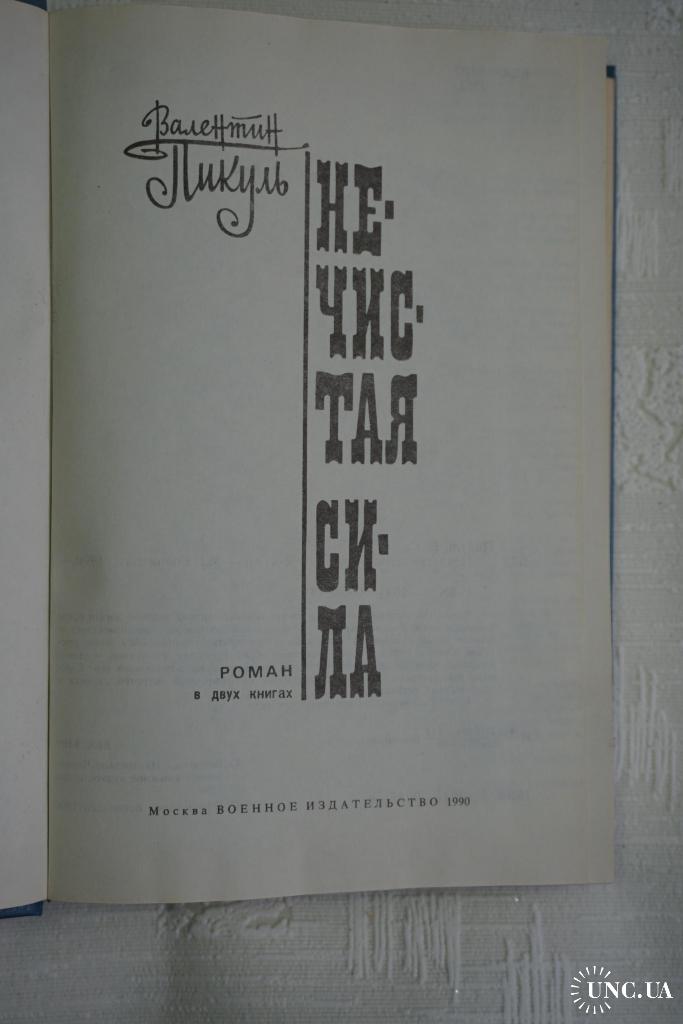 Валентин
Пикуль
НЕ-
ЧИС-
ТАЯ
СИ-
ЛА
РОМАН
в двух книгах
Москва ВОЕННОЕ ИЗДАТЕЛЬСТВО 1990
UNC.UA